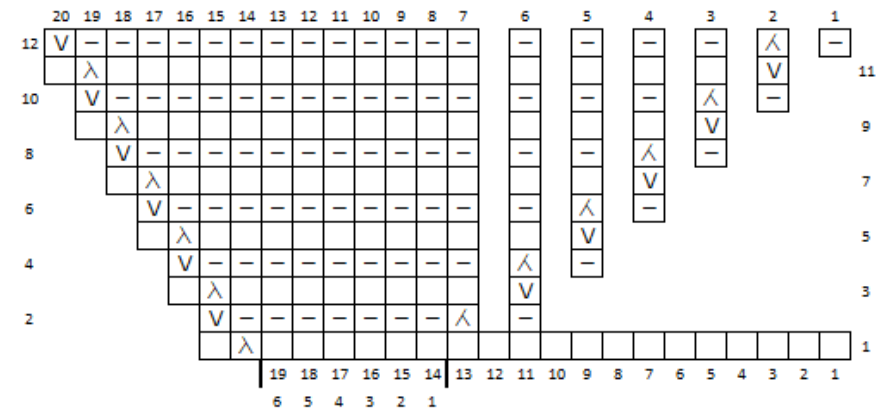 20 19 18 17 16 15 14 13 12 11 10 9 8 7 6 5 4 3 2 1
12 V − − − − − − − − − − − − − − − − − ⅄ −
λ V 11
10 V − − − − − − − − − − − − − − − ⅄ −
λ V 9
8 V − − − − − − − − − − − − − ⅄ −
λ V 7
6 V − − − − − − − − − − − ⅄ −
λ V 5
4 V − − − − − − − − − ⅄ −
λ V 3
2 V − − − − − − − ⅄ −
λ 1
19 18 17 16 15 14 13 12 11 10 9 8 7 6 5 4 3 2 1
6 5 4 3 2 1